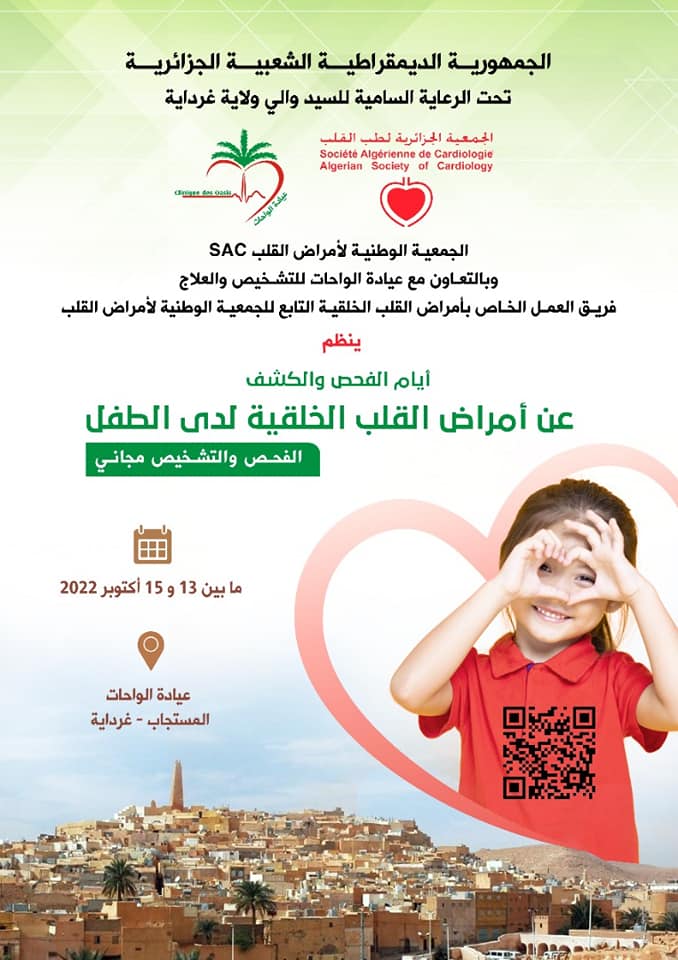 الجمهورية الديمقراطية الشعبية الجزائرية
تحت الرعاية السامية للسيد والي ولاية غرداية
الجمعية الجزائرية لطب القلب
Société Algérienne de Cardiologie
Algerian Society of Cardiology
Clinique des Oasis
عيادة الواحات
الجمعية الوطنية لأمراض القلب SAC
وبالتعاون مع عيادة الواحات للتشخيص والعلاج
فريق العمل الخاص بأمراض القلب الخلقية التابع للجمعية الوطنية لأمراض القلب
ينظم
أيام الفحص والكشف
عن أمراض القلب الخلقية لدى الطفل
الفحص والتشخيص مجاني
ما بين 13 و 15 أكتوبر 2022
عيادة الواحات
المستجاب - غرداية